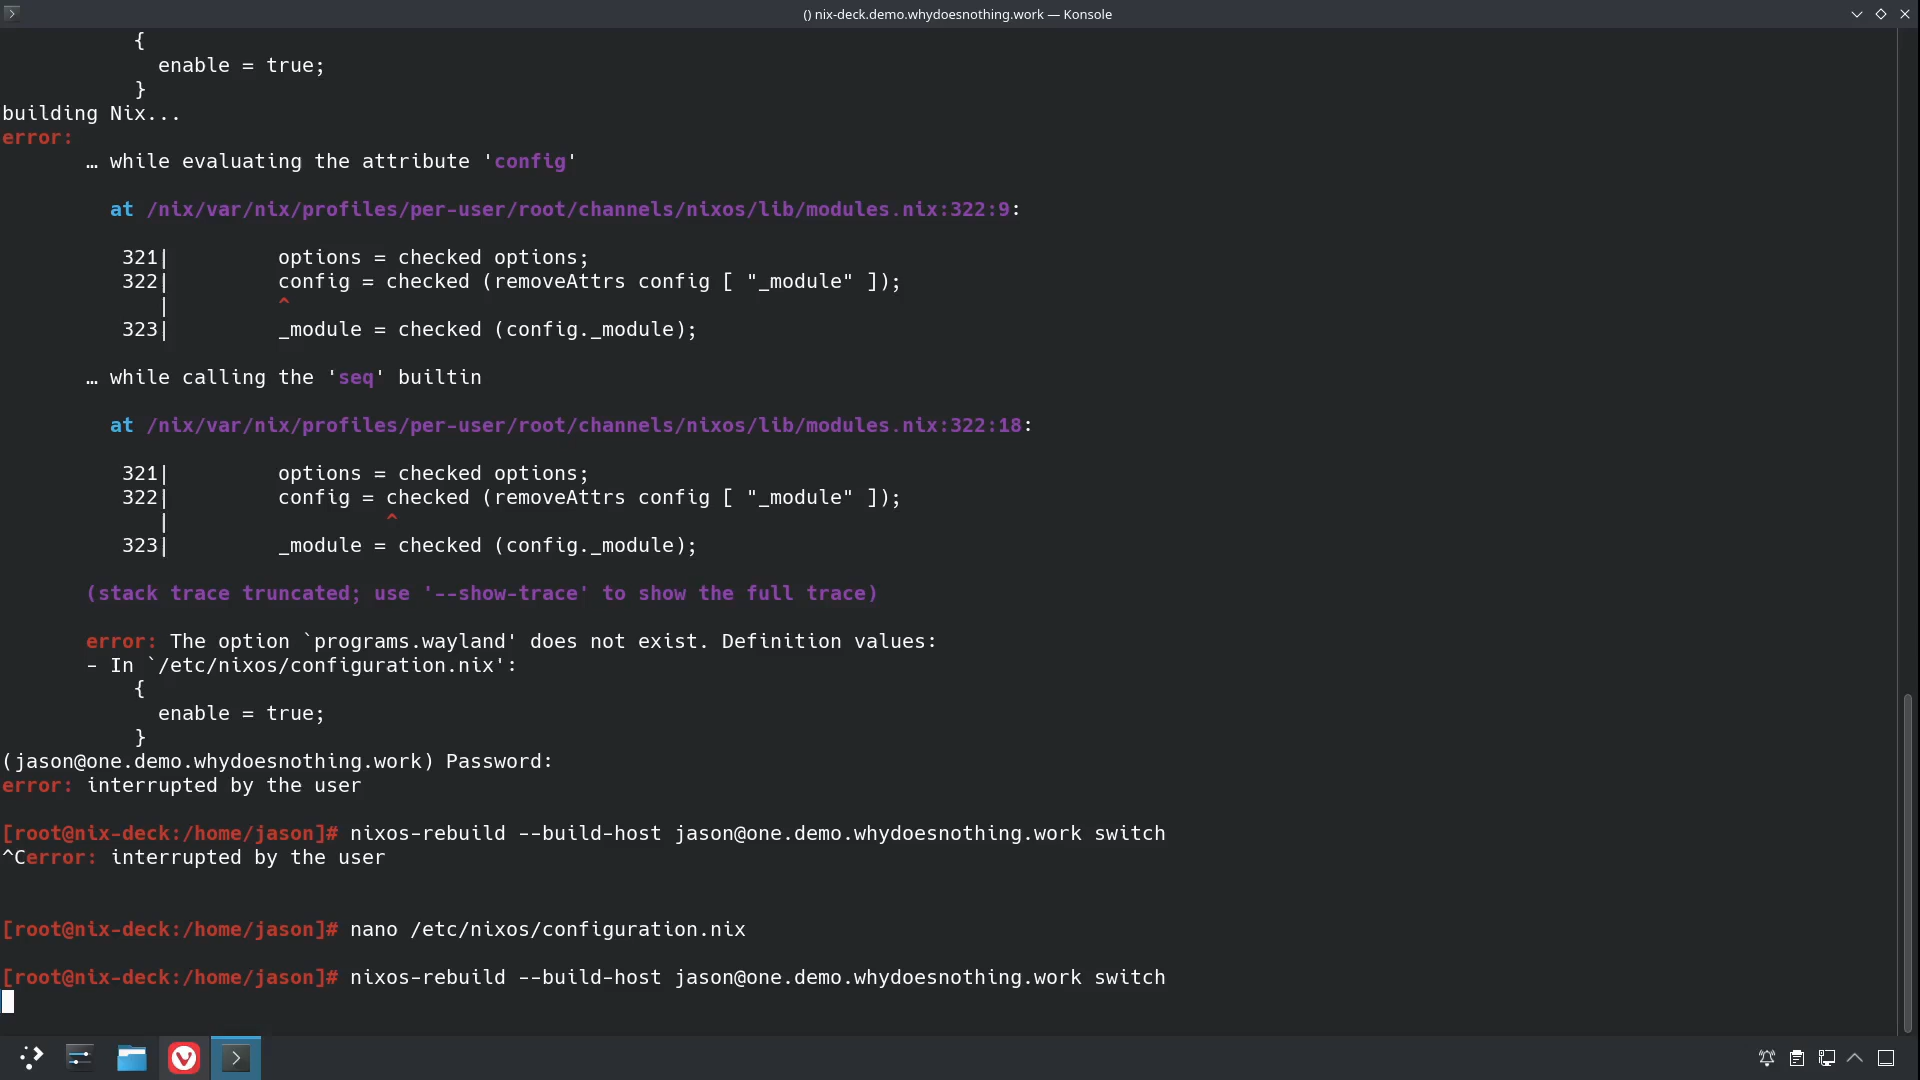 () nix-deck.demo.whydoesnothing.work — Konsole
{
enable = true;
}
building Nix...
error:
… while evaluating the attribute 'config'
at /nix/var/nix/profiles/per-user/root/channels/nixos/lib/modules.nix:322:9:
321|         options = checked options;
322|         config = checked (removeAttrs config [ "_module" ]);
|         ^
323|         _module = checked (config._module);
… while calling the 'seq' builtin
at /nix/var/nix/profiles/per-user/root/channels/nixos/lib/modules.nix:322:18:
321|         options = checked options;
322|         config = checked (removeAttrs config [ "_module" ]);
|                  ^
323|         _module = checked (config._module);
(stack trace truncated; use '--show-trace' to show the full trace)
error: The option `programs.wayland' does not exist. Definition values:
- In `/etc/nixos/configuration.nix':
{
enable = true;
}
(jason@one.demo.whydoesnothing.work) Password:
error: interrupted by the user
[root@nix-deck:/home/jason]# nixos-rebuild --build-host jason@one.demo.whydoesnothing.work switch
^Cerror: interrupted by the user
[root@nix-deck:/home/jason]# nano /etc/nixos/configuration.nix
[root@nix-deck:/home/jason]# nixos-rebuild --build-host jason@one.demo.whydoesnothing.work switch